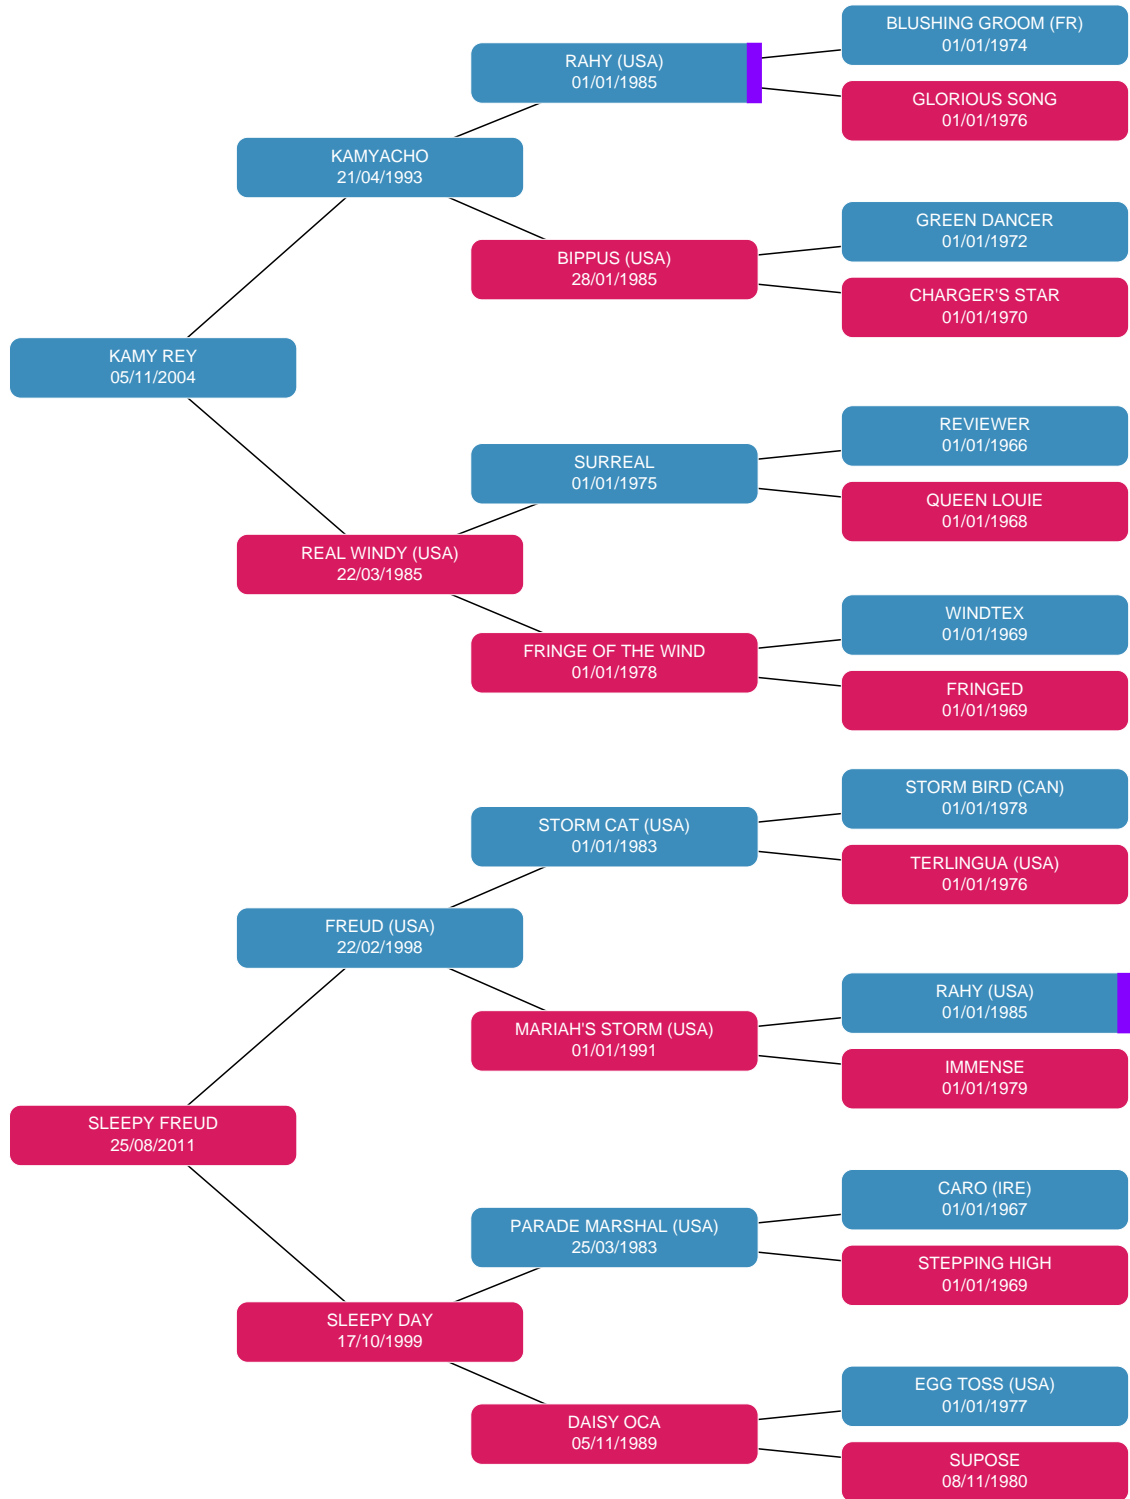 BLUSHING GROOM (FR)
01/01/1974
RAHY (USA)
01/01/1985
GLORIOUS SONG
01/01/1976
KAMYACHO
21/04/1993
GREEN DANCER
01/01/1972
BIPPUS (USA)
28/01/1985
CHARGER'S STAR
01/01/1970
KAMY REY
05/11/2004
REVIEWER
01/01/1966
SURREAL
01/01/1975
QUEEN LOUIE
01/01/1968
REAL WINDY (USA)
22/03/1985
WINDTEX
01/01/1969
FRINGE OF THE WIND
01/01/1978
FRINGED
01/01/1969
STORM BIRD (CAN)
01/01/1978
STORM CAT (USA)
01/01/1983
TERLINGUA (USA)
01/01/1976
FREUD (USA)
22/02/1998
RAHY (USA)
01/01/1985
MARIAH'S STORM (USA)
01/01/1991
IMMENSE
01/01/1979
SLEEPY FREUD
25/08/2011
CARO (IRE)
01/01/1967
PARADE MARSHAL (USA)
25/03/1983
STEPPING HIGH
01/01/1969
SLEEPY DAY
17/10/1999
EGG TOSS (USA)
01/01/1977
DAISY OCA
05/11/1989
SUPOSE
08/11/1980